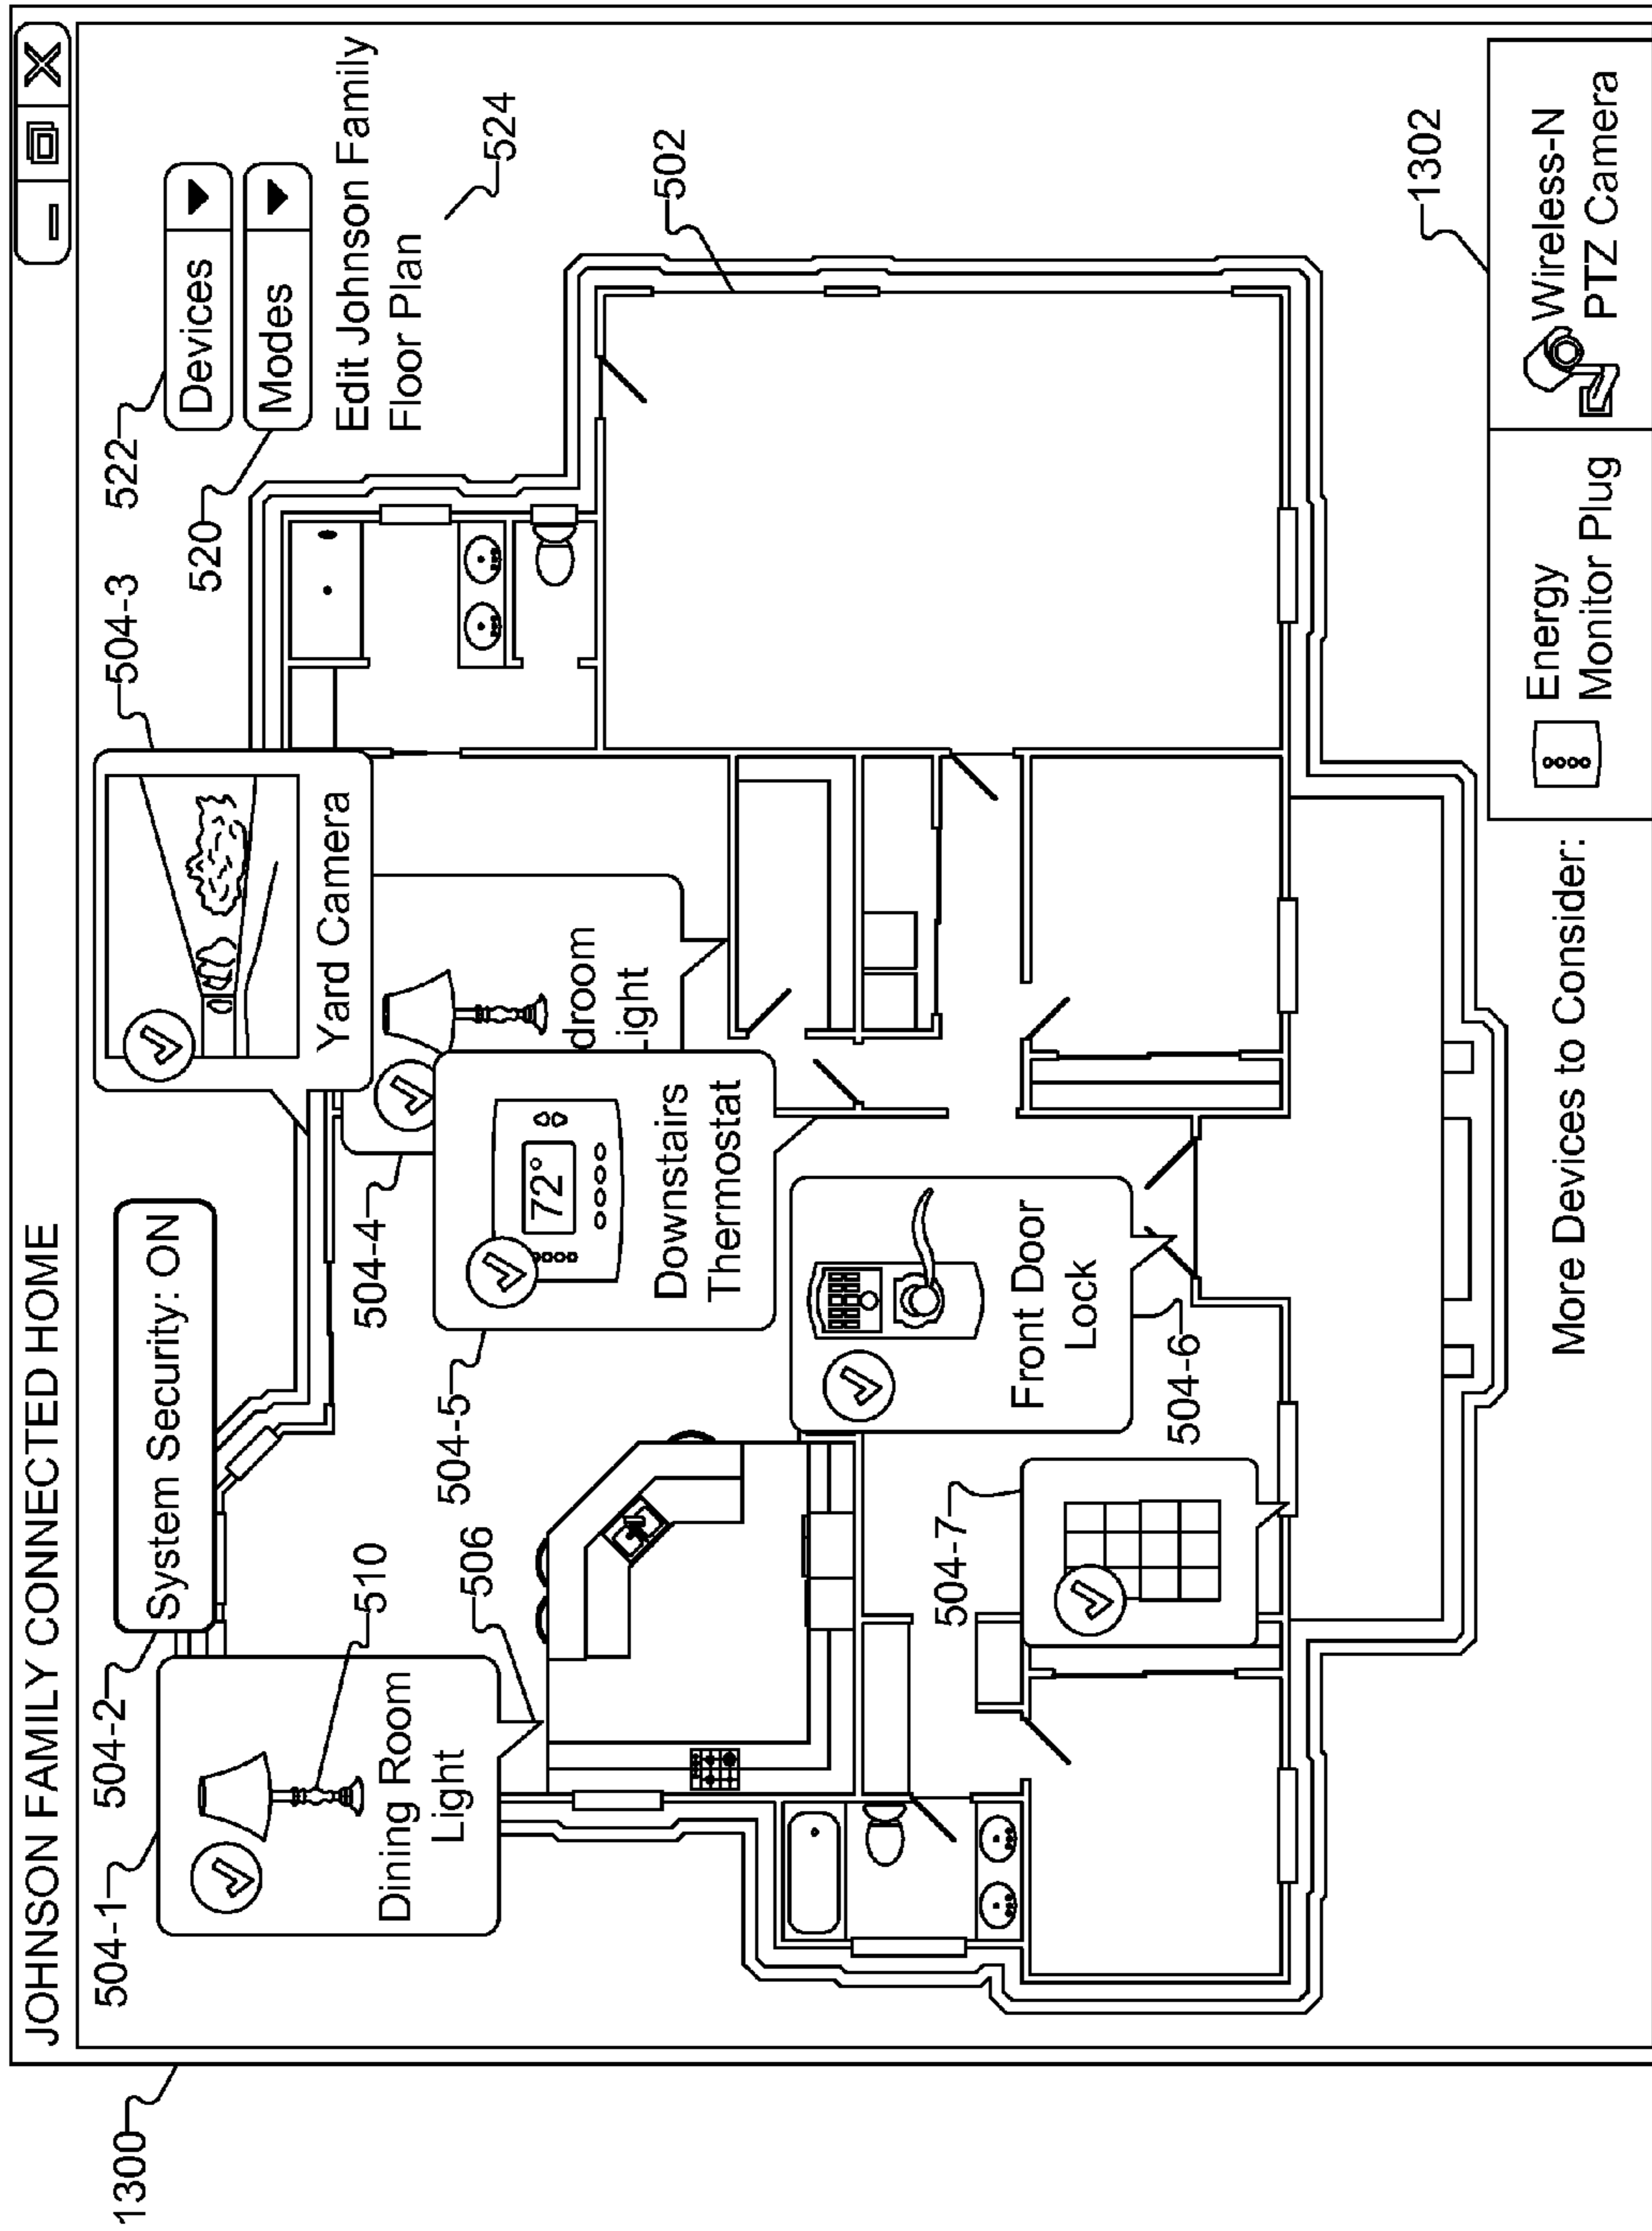 1300
JOHNSON FAMILY CONNECTED HOME
504-1
504-2
504-3
522
520
System Security: ON
Devices
Modes
Edit Johnson Family
Floor Plan
524
510
Dining Room
Light
506
504-4
504-5
Yard Camera
droom
ight
72°
Downstairs
Thermostat
502
504-7
504-6
Front Door
Lock
1302
More Devices to Consider:
Energy
Monitor Plug
Wireless-N
PTZ Camera